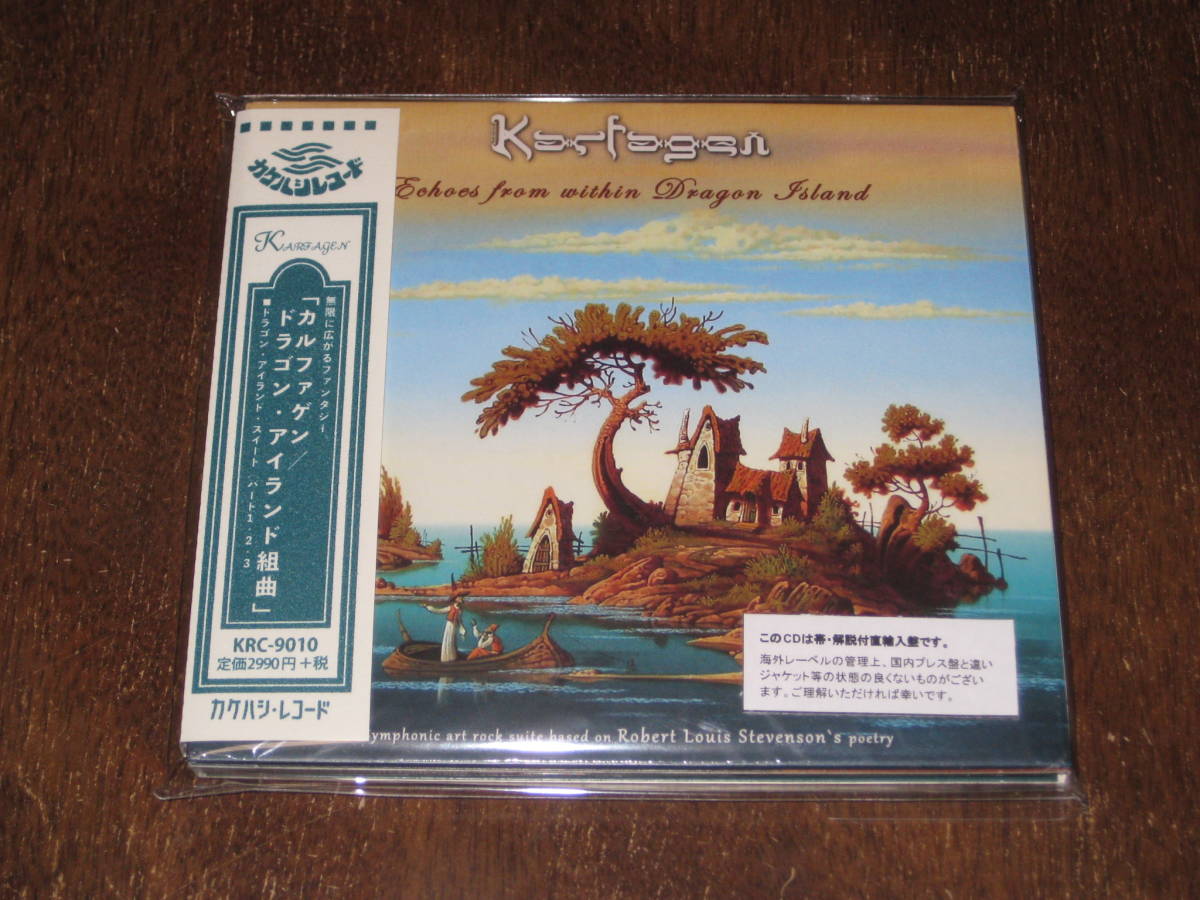 カケハシレコード
KARFAGEN
無限に広がるファンタジー、
「カルファゲン/
ドラゴン・アイランド組曲」
■ドラゴン・アイランド・スイート（パート1.2.3）
KRC-9010
定価2990円+税
カケハシ・レコード
Karfagen
Echoes from within Dragon Island
このCDは帯・解説付直輸入盤です。
海外レーベルの管理上、国内プレス盤と違い
ジャケット等の状態の良くないものがござい
ます。ご理解いただければ幸いです。
symphonic art rock suite based on Robert Louis Stevenson's poetry